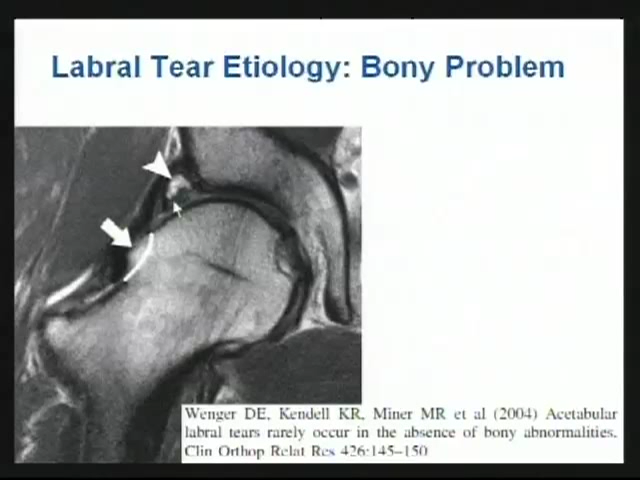 Labral Tear Etiology: Bony Problem
Wenger DE, Kendell KR, Miner MR et al (2004) Acetabular
labral tears rarely occur in the absence of bony abnormalities.
Clin Orthop Relat Res 426:145–150